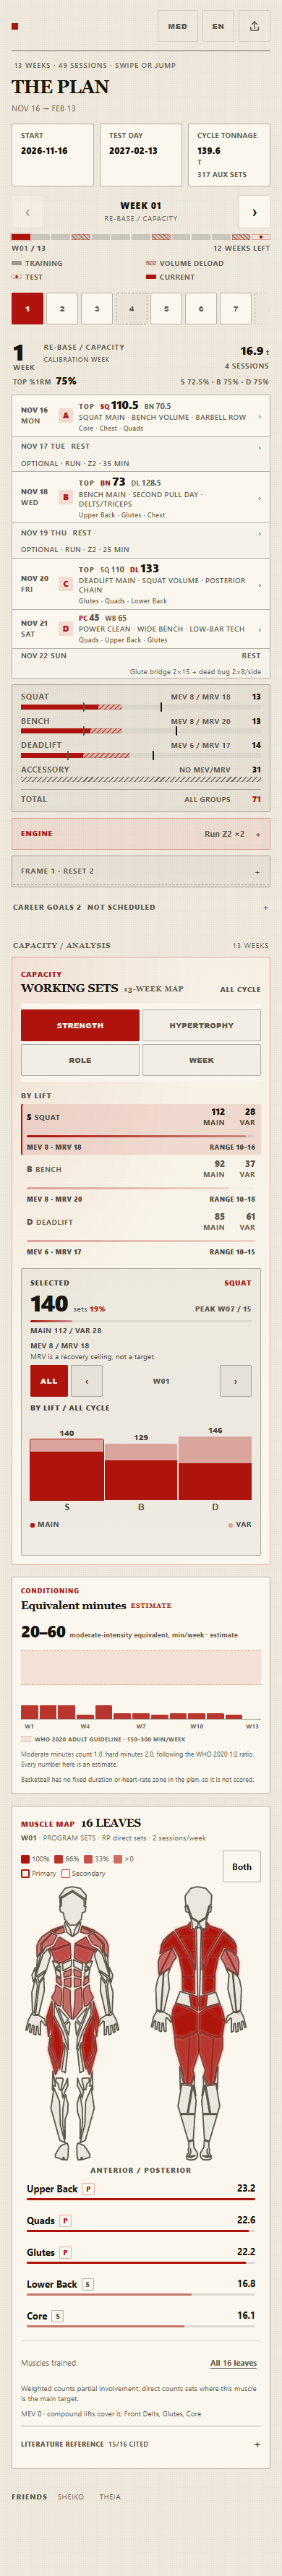 MED EN
13 WEEKS · 49 SESSIONS · SWIPE OR JUMP
THE PLAN
NOV 16 — FEB 13
START
2026-11-16
TEST DAY
2027-02-13
CYCLE TONNAGE
139.6
T
317 AUX SETS
‹ WEEK 01 ›
RE-BASE / CAPACITY
W01 / 13 12 WEEKS LEFT
TRAINING VOLUME DELOAD
TEST CURRENT
1 2 3 4 5 6 7
1 RE-BASE / CAPACITY 16.9 t
WEEK CALIBRATION WEEK 4 SESSIONS
TOP %1RM 75% S 72.5% · B 75% · D 75%
NOV 16 MON A TOP SQ 110.5 BN 70.5 ›
SQUAT MAIN · BENCH VOLUME · BARBELL ROW
Core · Chest · Quads
NOV 17 TUE REST ›
OPTIONAL · RUN · Z2 · 35 MIN
NOV 18 WED B TOP BN 73 DL 128.5 ›
BENCH MAIN · SECOND PULL DAY ·
DELTS/TRICEPS
Upper Back · Glutes · Chest
NOV 19 THU REST ›
OPTIONAL · RUN · Z2 · 25 MIN
NOV 20 FRI C TOP SQ 110 DL 133 ›
DEADLIFT MAIN · SQUAT VOLUME · POSTERIOR
CHAIN
Glutes · Quads · Lower Back
NOV 21 SAT D PC 45 WB 65 ›
POWER CLEAN · WIDE BENCH · LOW-BAR TECH
Quads · Upper Back · Glutes
NOV 22 SUN REST
Glute bridge 2×15 + dead bug 2×8/side
SQUAT MEV 8 / MRV 18 13
BENCH MEV 8 / MRV 20 13
DEADLIFT MEV 6 / MRV 17 14
ACCESSORY NO MEV/MRV 31
TOTAL ALL GROUPS 71
ENGINE Run Z2 ×2 +
FRAME 1 · RESET 2 +
CAREER GOALS 2 NOT SCHEDULED +
CAPACITY / ANALYSIS 13 WEEKS
CAPACITY
WORKING SETS 13-WEEK MAP ALL CYCLE
STRENGTH HYPERTROPHY
ROLE WEEK
BY LIFT
S SQUAT 112 MAIN 28 VAR
MEV 8 · MRV 18 RANGE 10–16
B BENCH 92 MAIN 37 VAR
MEV 8 · MRV 20 RANGE 10–18
D DEADLIFT 85 MAIN 61 VAR
MEV 6 · MRV 17 RANGE 10–15
SELECTED SQUAT
140 sets 19% PEAK W07 / 15
MAIN 112 / VAR 28
MEV 8 / MRV 18
MRV is a recovery ceiling, not a target.
ALL ‹ W01 ›
BY LIFT / ALL CYCLE
140 129 146
S B D
MAIN VAR
CONDITIONING
Equivalent minutes ESTIMATE
20–60 moderate-intensity equivalent, min/week · estimate
W1 W4 W7 W10 W13
WHO 2020 ADULT GUIDELINE · 150–300 MIN/WEEK
Moderate minutes count 1.0, hard minutes 2.0, following the WHO 2020 1:2 ratio.
Every number here is an estimate.
Basketball has no fixed duration or heart-rate zone in the plan, so it is not scored.
MUSCLE MAP 16 LEAVES
W01 · PROGRAM SETS · RP direct sets · 2 sessions/week
100% 66% 33% >0
Primary Secondary
Both
ANTERIOR / POSTERIOR
Upper Back P 23.2
Quads P 22.6
Glutes P 22.2
Lower Back S 16.8
Core S 16.1
Muscles trained All 16 leaves
Weighted counts partial involvement; direct counts sets where this muscle
is the main target.
MEV 0 · compound lifts cover it: Front Delts, Glutes, Core
LITERATURE REFERENCE 15/16 CITED +
FRIENDS SHEIKO THEIA